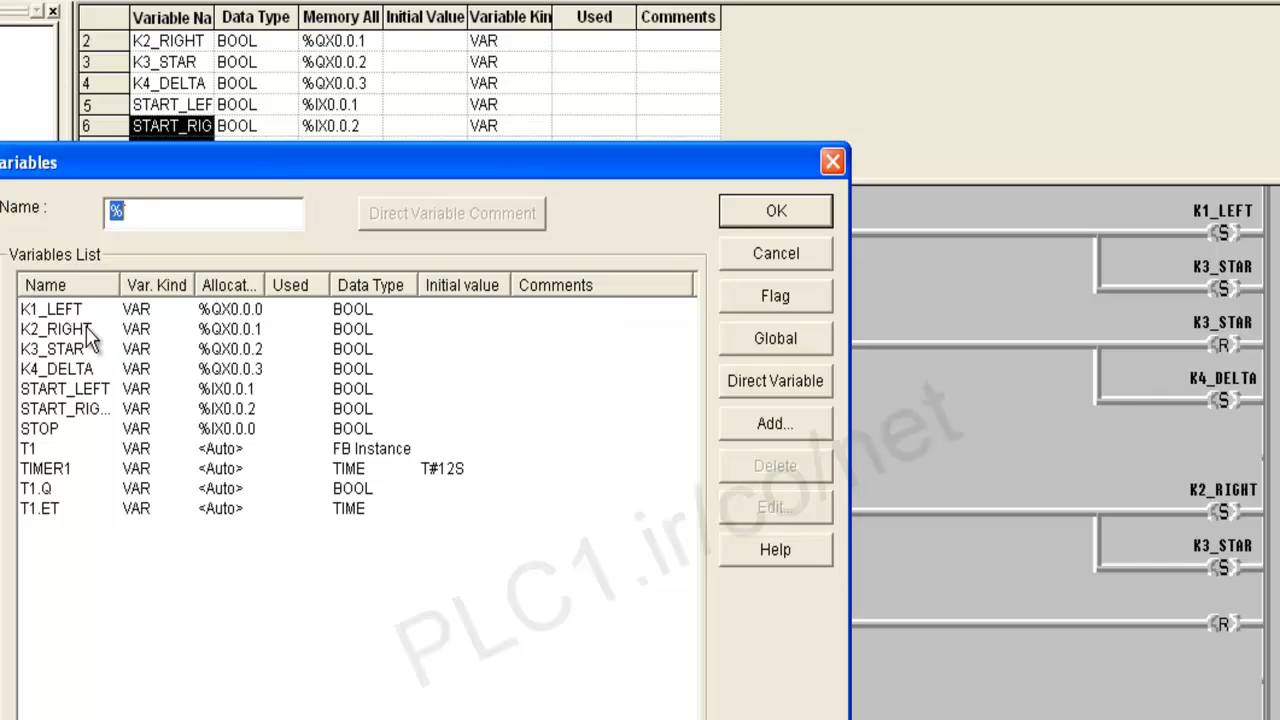 Variable Na Data Type Memory All Initial Value Variable Kin Used Comments
2 K2_RIGHT BOOL %QX0.0.1 VAR
3 K3_STAR BOOL %QX0.0.2 VAR
4 K4_DELTA BOOL %QX0.0.3 VAR
5 START_LEF BOOL %IX0.0.1 VAR
6 START_RIG BOOL %IX0.0.2 VAR
ariables
Name :
%
Direct Variable Comment
OK
Variables List
Cancel
Name Var. Kind Allocat... Used Data Type Initial value Comments
Flag
K1_LEFT VAR %QX0.0.0 BOOL
K2_RIGHT VAR %QX0.0.1 BOOL
K3_STAR VAR %QX0.0.2 BOOL
K4_DELTA VAR %QX0.0.3 BOOL
START_LEFT VAR %IX0.0.1 BOOL
START_RIG... VAR %IX0.0.2 BOOL
STOP VAR %IX0.0.0 BOOL
T1 VAR <Auto> FB Instance
TIMER1 VAR <Auto> TIME T#12S
T1.Q VAR <Auto> BOOL
T1.ET VAR <Auto> TIME
Global
Direct Variable
Add...
Delete
Edit...
Help
K1_LEFT
S
K3_STAR
S
K3_STAR
R
K4_DELTA
S
K2_RIGHT
S
K3_STAR
S
R
PLC1.ir/co/net